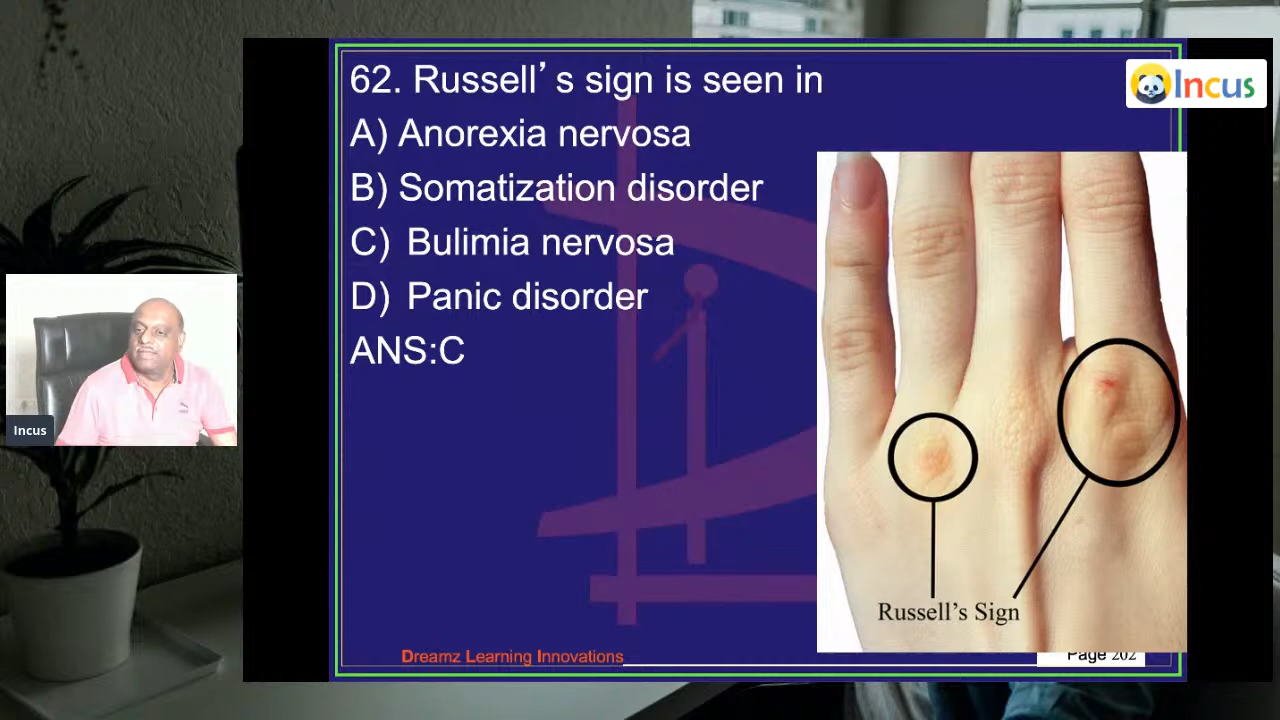 62. Russell’s sign is seen in
A) Anorexia nervosa
B) Somatization disorder
C) Bulimia nervosa
D) Panic disorder
ANS:C
Incus
Incus
Russell’s Sign
Dreamz Learning Innovations
Page 202